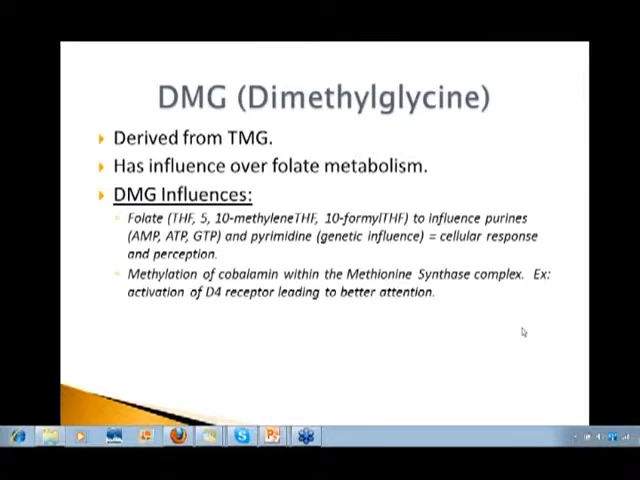 DMG (Dimethylglycine)
Derived from TMG.
Has influence over folate metabolism.
DMG Influences:
Folate (THF, 5, 10-methyleneTHF, 10-formylTHF) to influence purines
(AMP, ATP, GTP) and pyrimidine (genetic influence) = cellular response
and perception.
Methylation of cobalamin within the Methionine Synthase complex. Ex:
activation of D4 receptor leading to better attention.